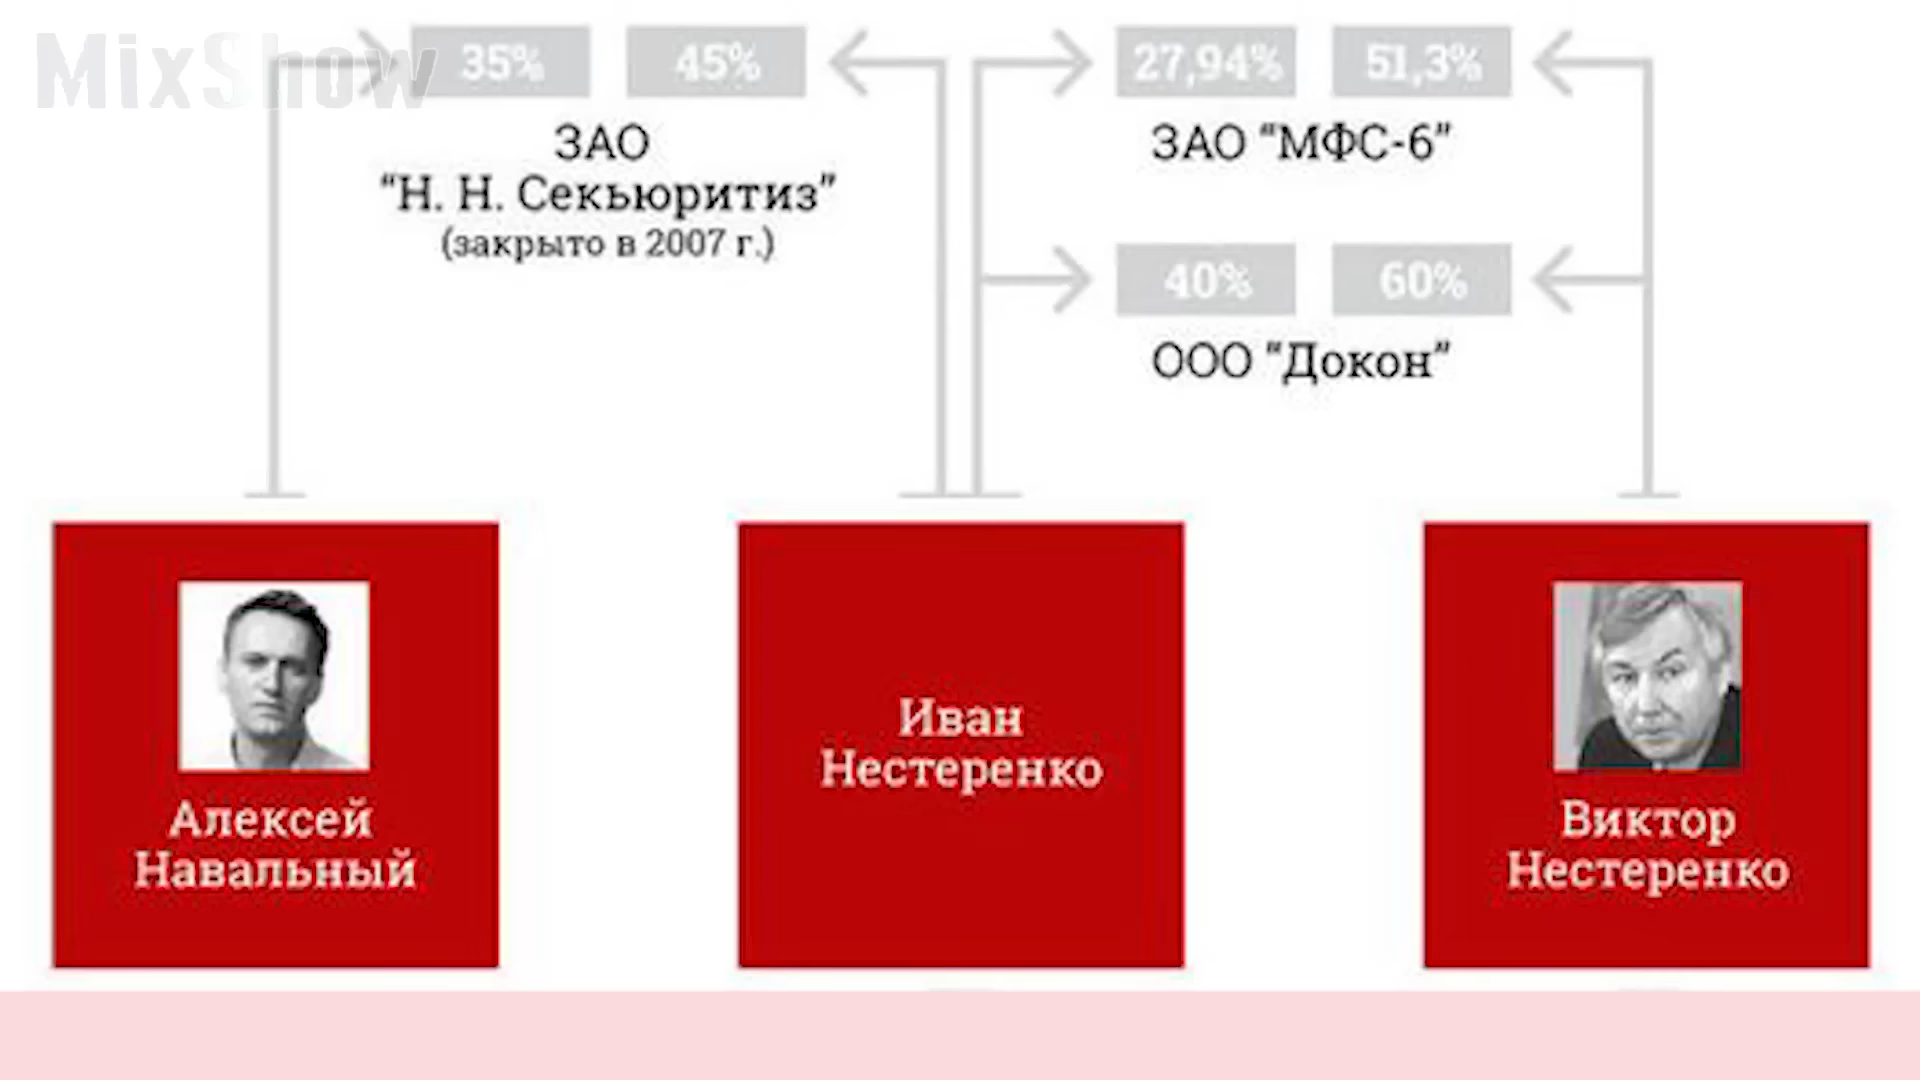 MixShow
35% 45%
27,94% 51,3%
ЗАО
“Н. Н. Секьюритиз”
(закрыто в 2007 г.)
ЗАО “МФС-6”
40% 60%
ООО “Докон”
Алексей
Навальный
Иван
Нестеренко
Виктор
Нестеренко